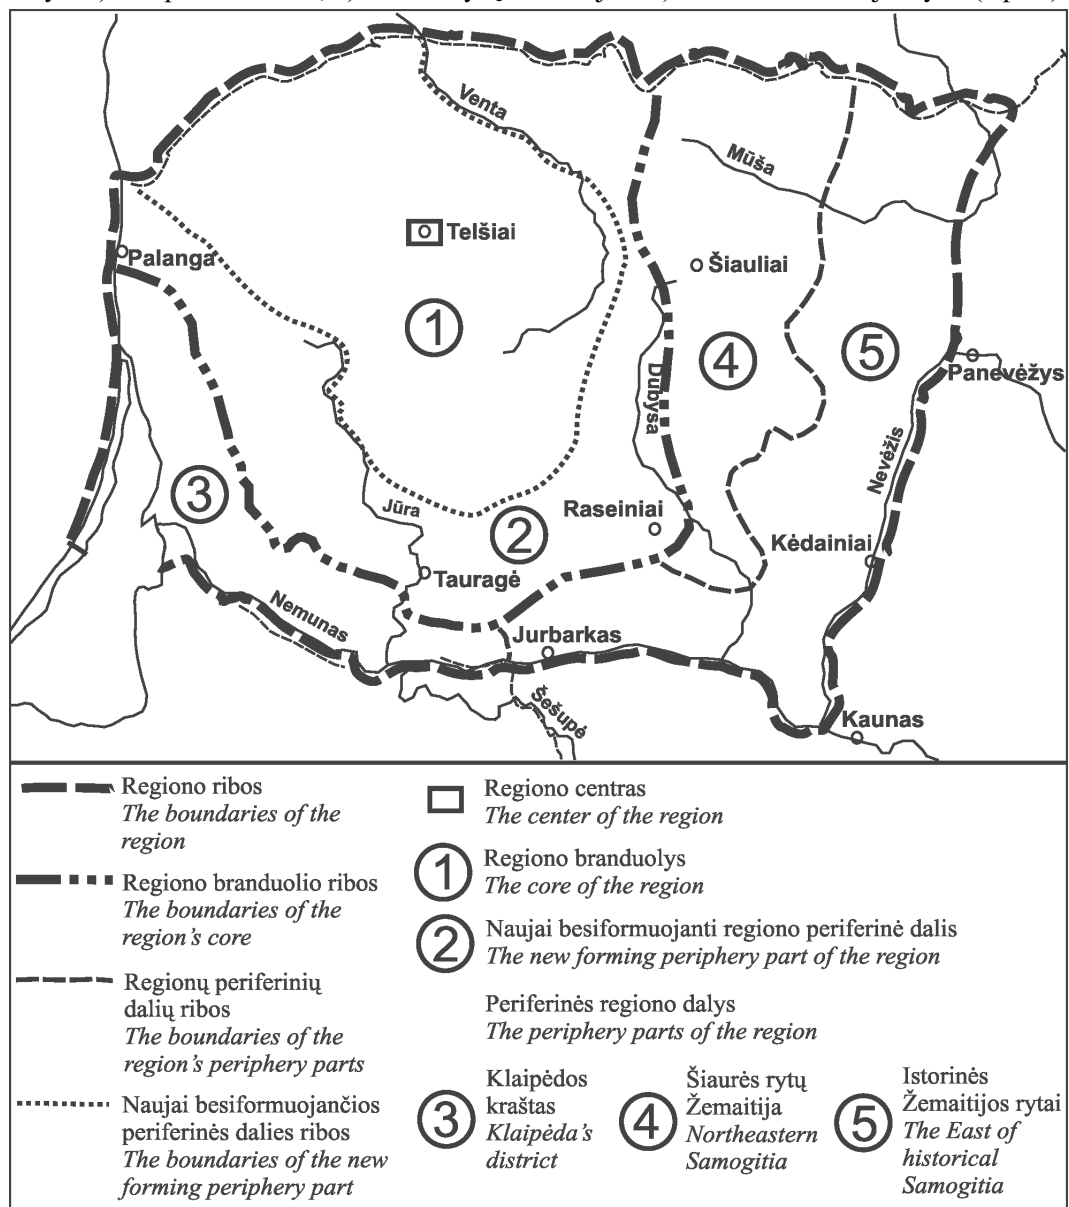 Venta
Mūša
Telšiai
Palanga
Šiauliai
1
4
5
Dubysa
Panevėžys
Nevėžis
3
Jūra
2
Raseiniai
Kėdainiai
Tauragė
Nemunas
Jurbarkas
Šešupė
Kaunas
Regiono ribos
The boundaries of the
region
Regiono branduolio ribos
The boundaries of the
region's core
Regionų periferinių
dalių ribos
The boundaries of the
region's periphery parts
Naujai besiformuojančios
periferinės dalies ribos
The boundaries of the new
forming periphery part
Regiono centras
The center of the region
1
Regiono branduolys
The core of the region
2
Naujai besiformuojanti regiono periferinė dalis
The new forming periphery part of the region
Periferinės regiono dalys
The periphery parts of the region
3
Klaipėdos
kraštas
Klaipėda's
district
4
Šiaurės rytų
Žemaitija
Northeastern
Samogitia
5
Istorinės
Žemaitijos rytai
The East of
historical
Samogitia